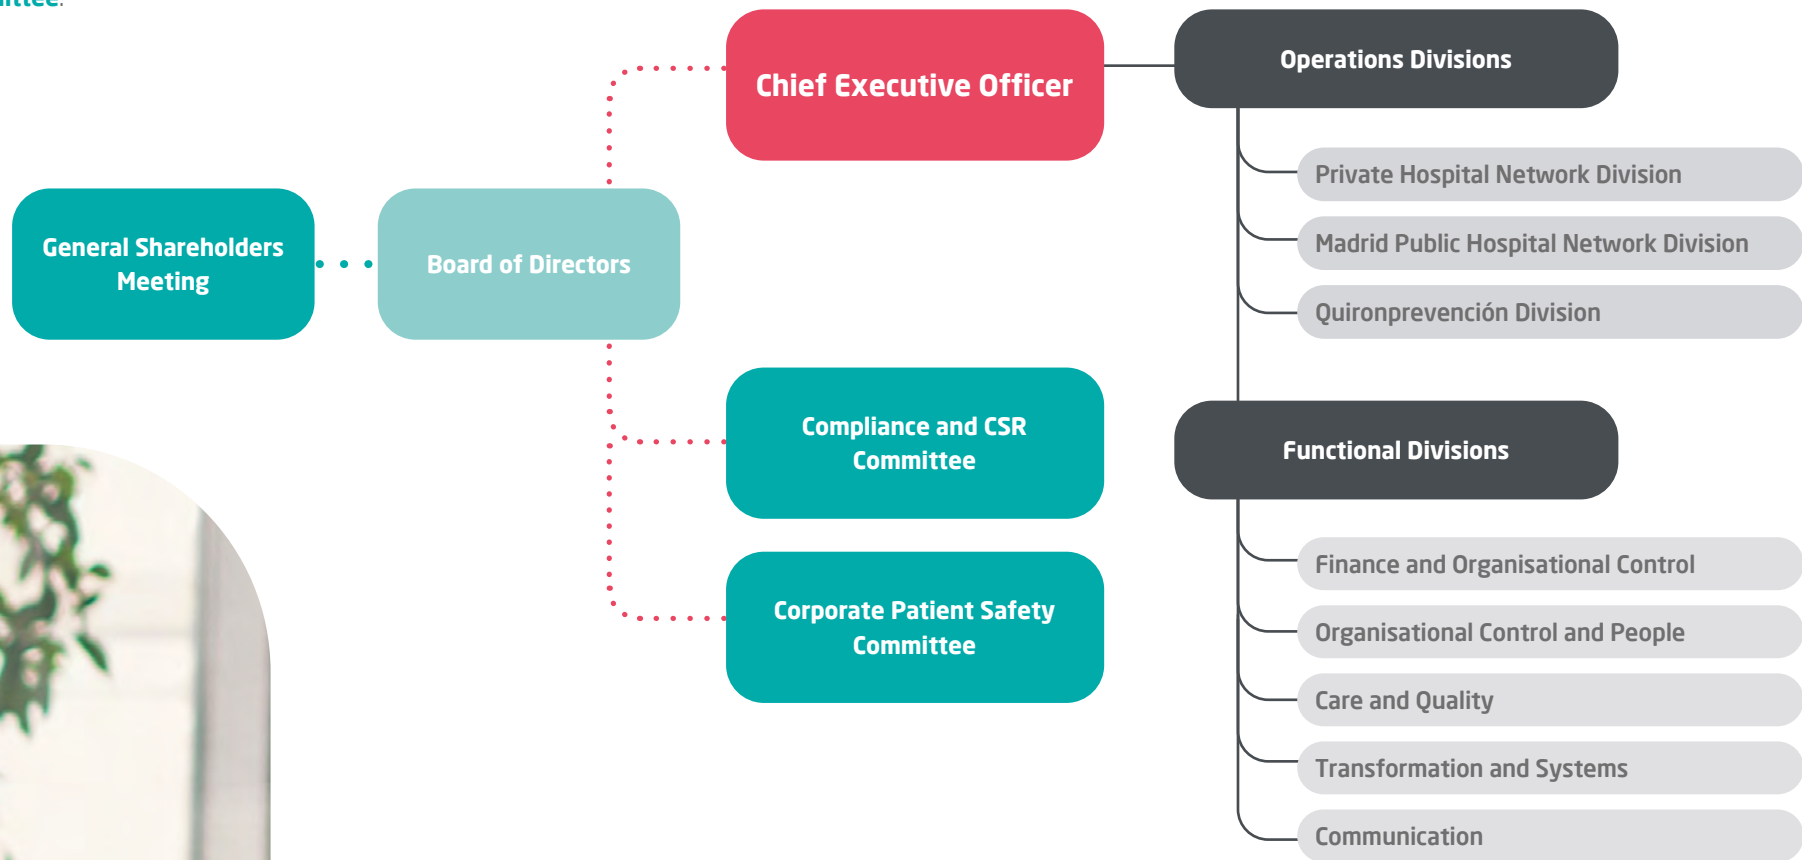 Chief Executive Officer
Operations Divisions
Private Hospital Network Division
Madrid Public Hospital Network Division
Quironprevención Division
General Shareholders
Meeting
Board of Directors
Compliance and CSR
Committee
Corporate Patient Safety
Committee
Functional Divisions
Finance and Organisational Control
Organisational Control and People
Care and Quality
Transformation and Systems
Communication